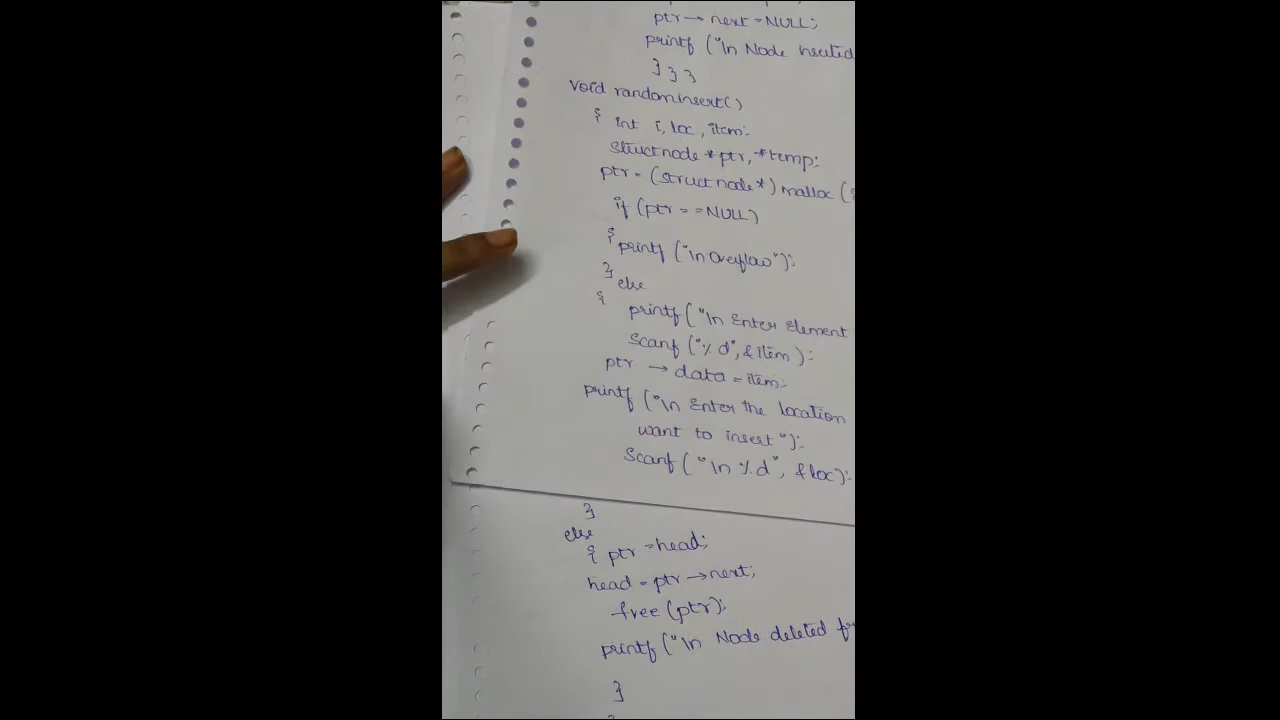 ptr → next = NULL;
printf ("\n Node
} } }
void randominsert()
{ int i, loc, item;
struct node *ptr, *temp;
ptr = (struct node *) malloc (
if (ptr == NULL)
{ printf ("\n Overflow");
} else
{ printf ("\n Enter Element
scanf ("%d", &item);
ptr → data = item;
printf ("\n Enter the location
want to insert");
scanf ("\n %d", &loc);
}
else
{ ptr = head;
head = ptr → next;
free (ptr);
printf ("\n Node deleted
}